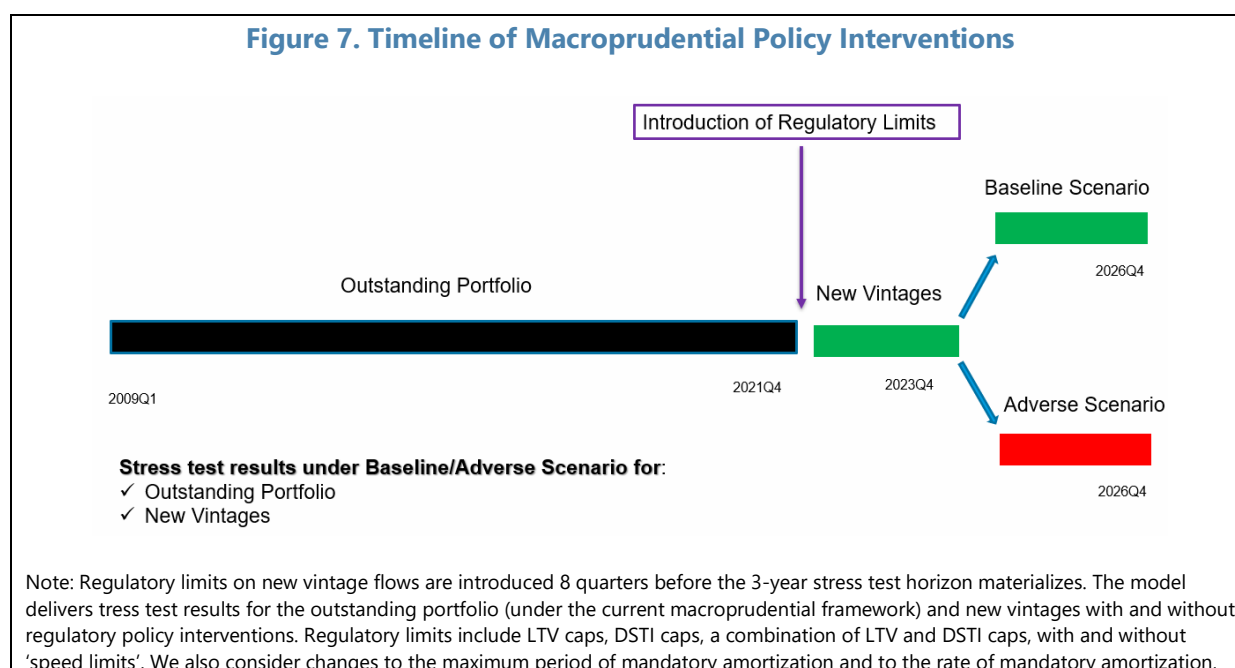 Figure 7. Timeline of Macroprudential Policy Interventions
Introduction of Regulatory Limits
Baseline Scenario
2026Q4
Outstanding Portfolio
New Vintages
2009Q1
2021Q4
2023Q4
Adverse Scenario
2026Q4
Stress test results under Baseline/Adverse Scenario for:
✓ Outstanding Portfolio
✓ New Vintages
Note: Regulatory limits on new vintage flows are introduced 8 quarters before the 3-year stress test horizon materializes. The model
delivers tress test results for the outstanding portfolio (under the current macroprudential framework) and new vintages with and without
regulatory policy interventions. Regulatory limits include LTV caps, DSTI caps, a combination of LTV and DSTI caps, with and without
‘speed limits’. We also consider changes to the maximum period of mandatory amortization and to the rate of mandatory amortization.